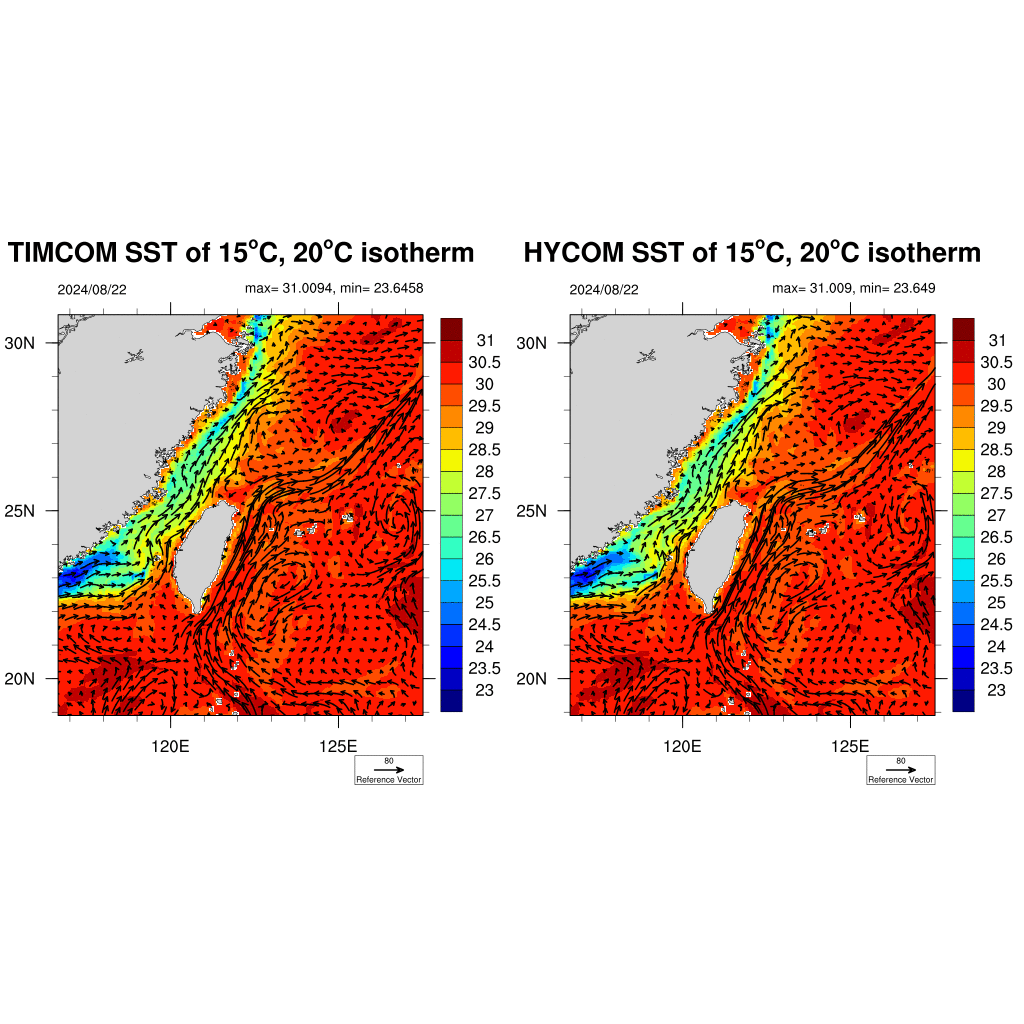 TIMCOM SST of 15°C, 20°C isotherm
2024/08/22
max= 31.0094, min= 23.6458
30N
25N
20N
120E
125E
31
30.5
30
29.5
29
28.5
28
27.5
27
26.5
26
25.5
25
24.5
24
23.5
23
80
Reference Vector
HYCOM SST of 15°C, 20°C isotherm
2024/08/22
max= 31.009, min= 23.649
30N
25N
20N
120E
125E
31
30.5
30
29.5
29
28.5
28
27.5
27
26.5
26
25.5
25
24.5
24
23.5
23
80
Reference Vector